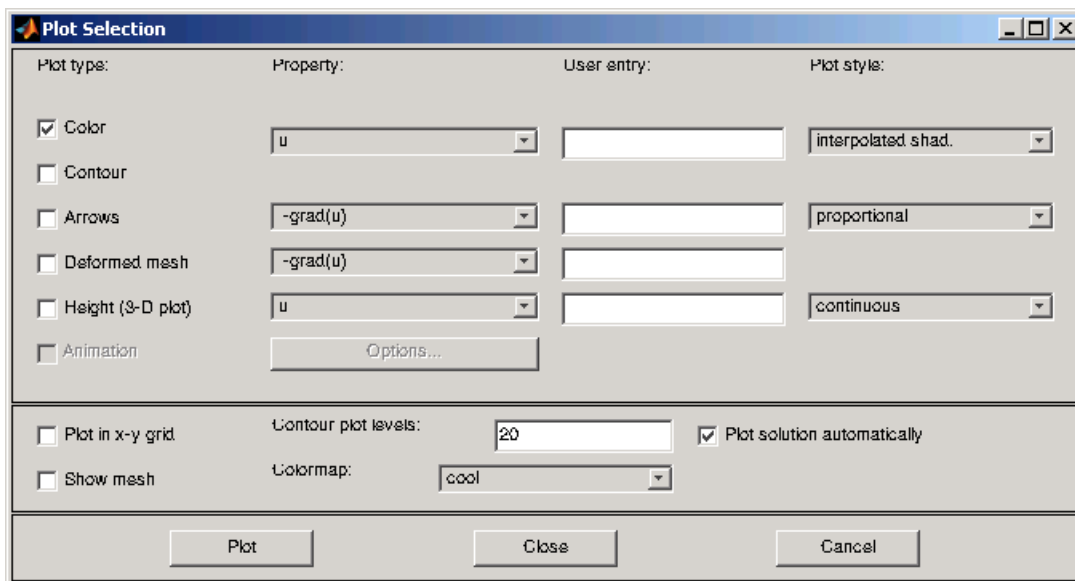 Plot Selection
Plot type: Property: User entry: Plot style:
Color u interpolated shad.
Contour
Arrows -grad(u) proportional
Deformed mesh -grad(u)
Height (3-D plot) u continuous
Animation Options...
Plot in x-y grid Contour plot levels: 20 Plot solution automatically
Show mesh Colormap: cool
Plot Close Cancel